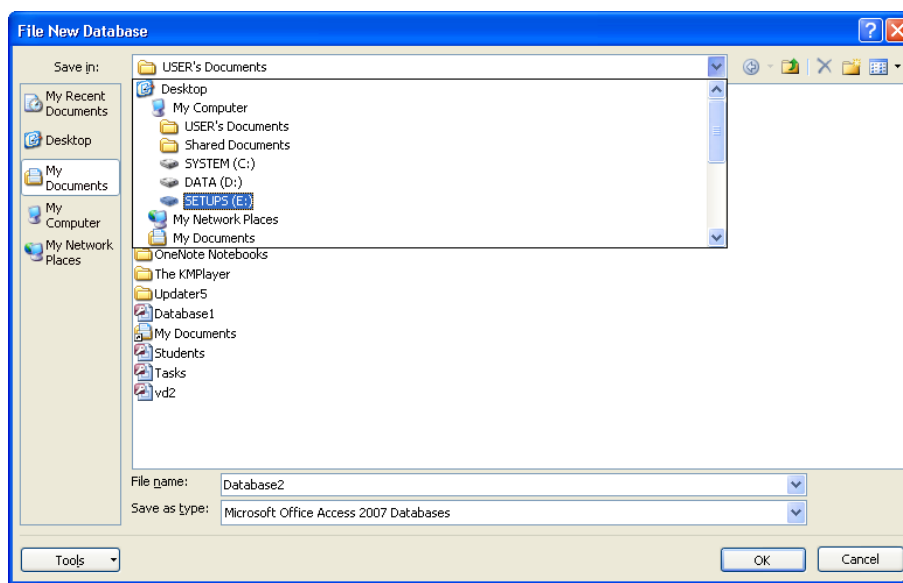 File New Database
Save in:
USER's Documents
My Recent
Documents
Desktop
My
Documents
My
Computer
My Network
Places
Desktop
My Computer
USER's Documents
Shared Documents
SYSTEM (C:)
DATA (D:)
SETUPS (E:)
My Network Places
My Documents
OneNote Notebooks
The KMPlayer
Updater5
Database1
My Documents
Students
Tasks
vd2
File name:
Database2
Save as type:
Microsoft Office Access 2007 Databases
Tools
OK
Cancel